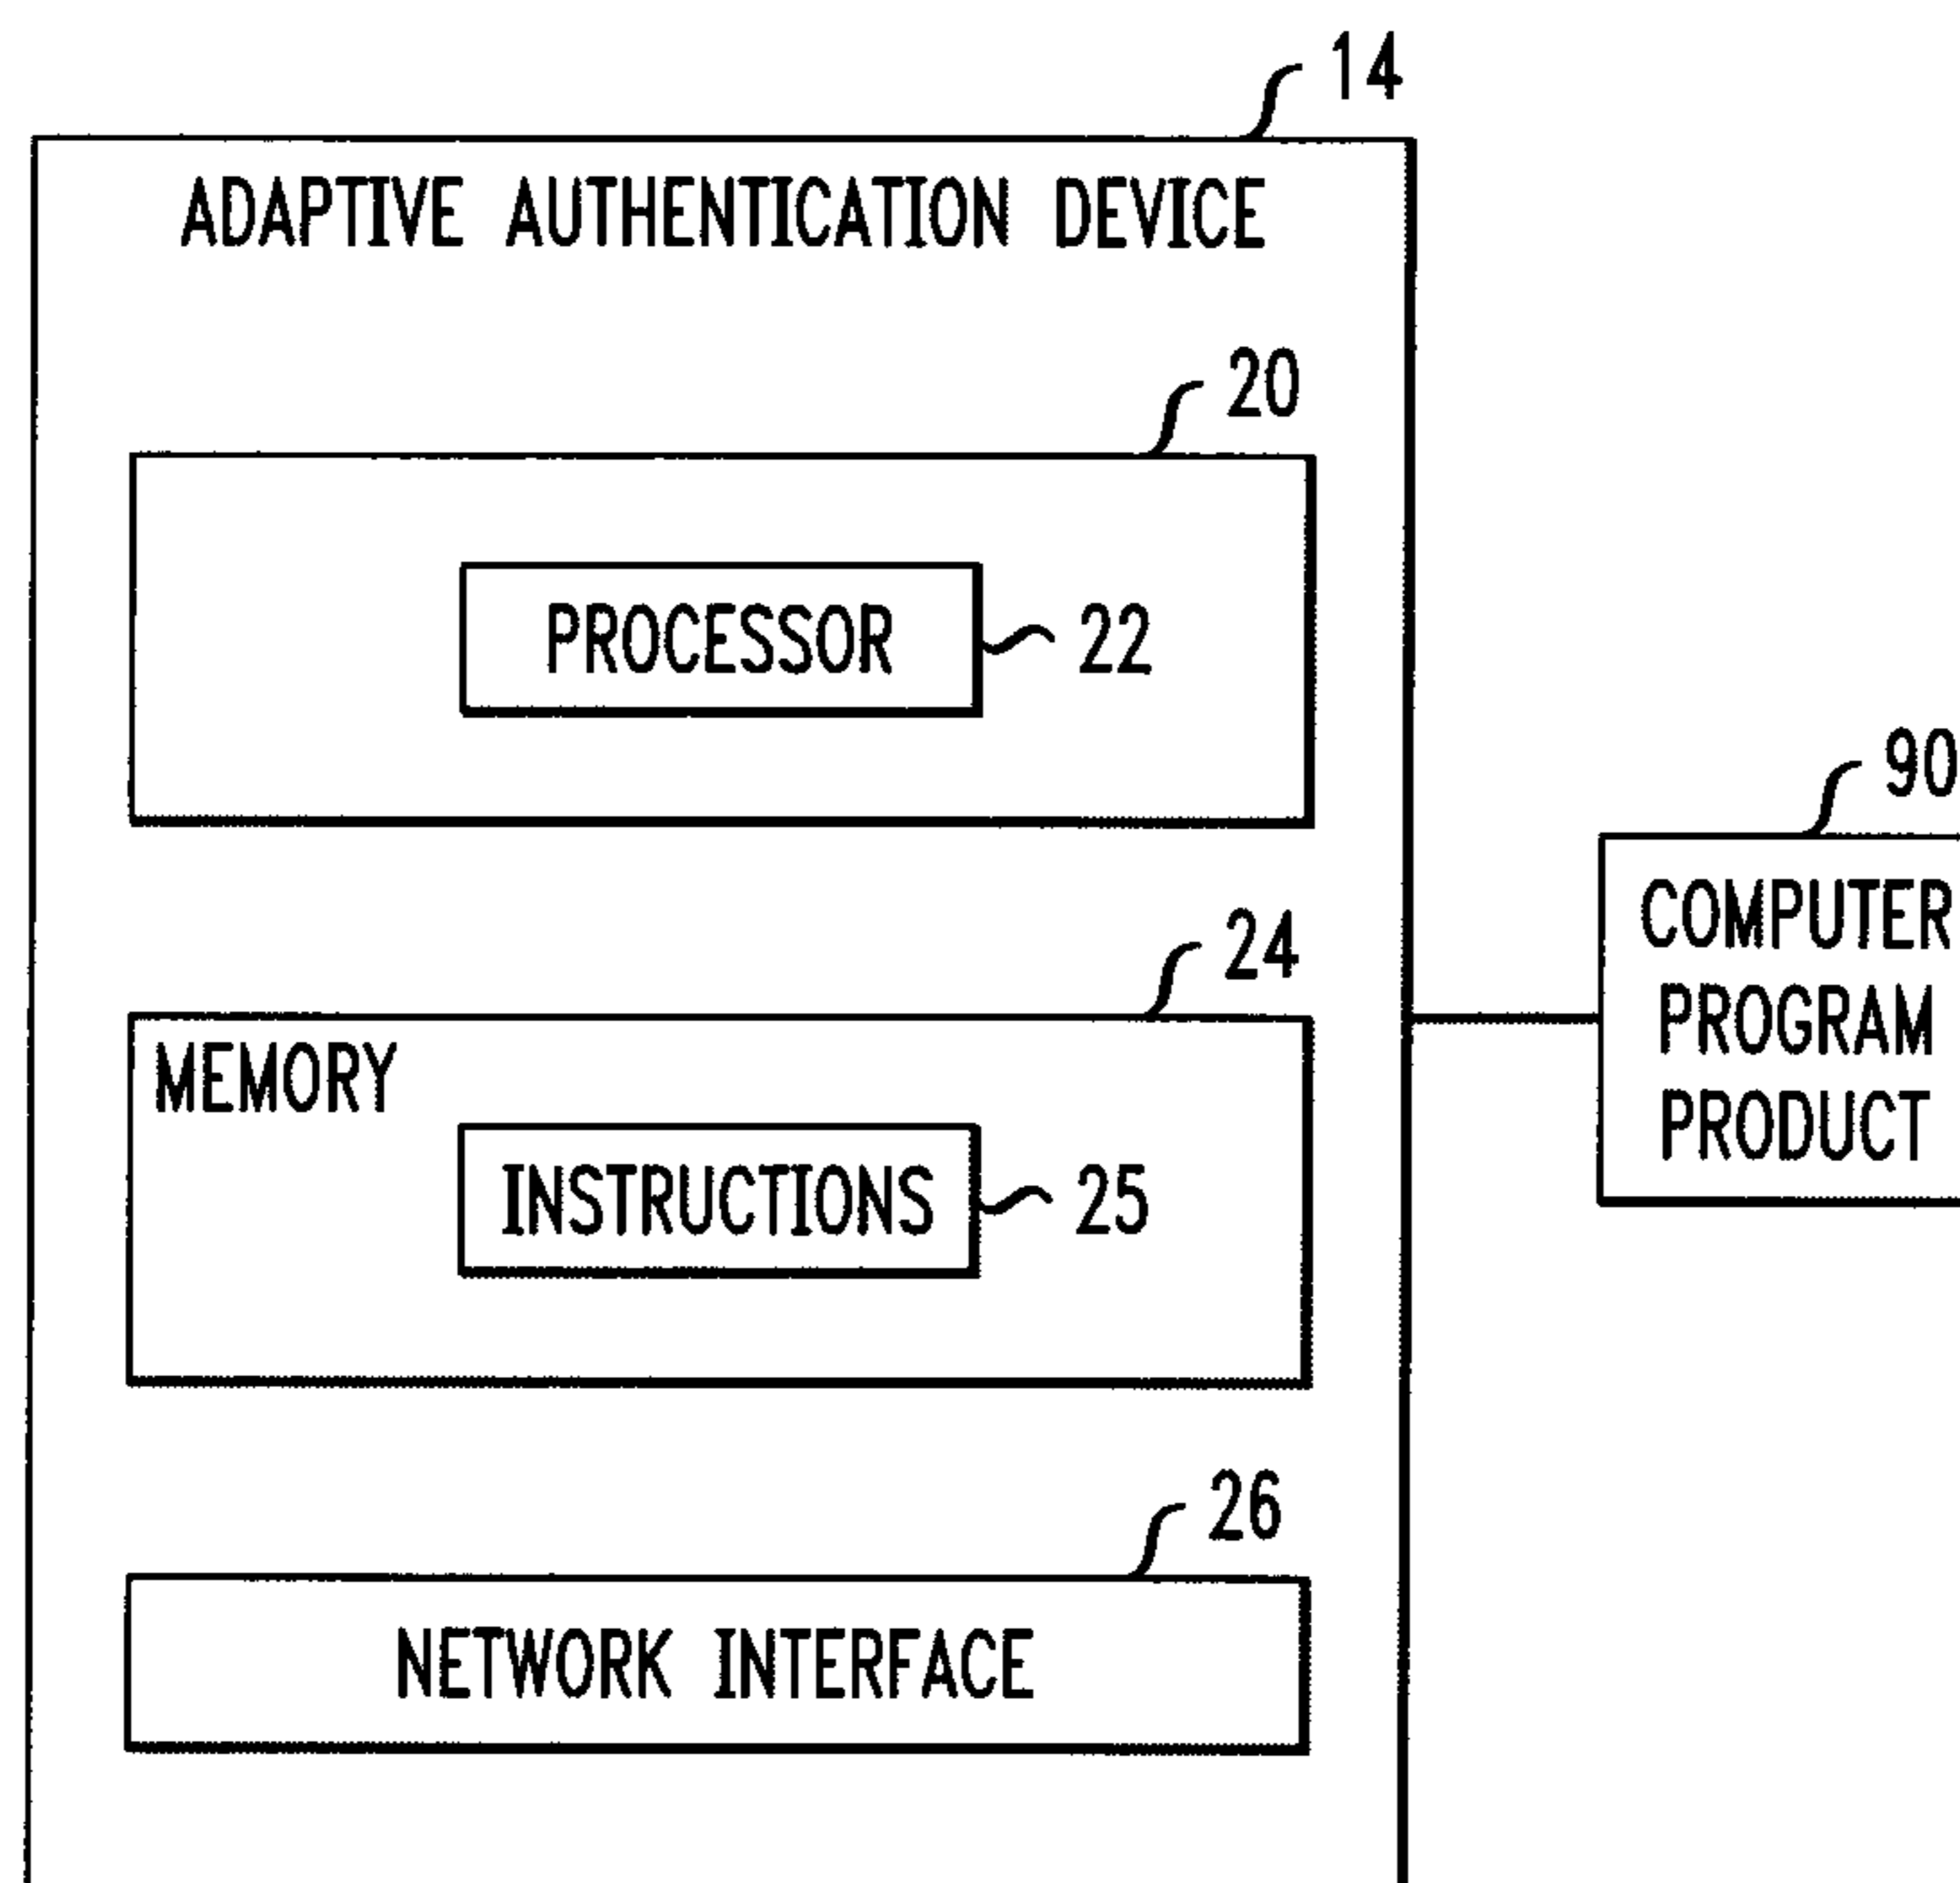 14
ADAPTIVE AUTHENTICATION DEVICE
20
PROCESSOR 22
90
COMPUTER
PROGRAM
PRODUCT
24
MEMORY
INSTRUCTIONS 25
26
NETWORK INTERFACE